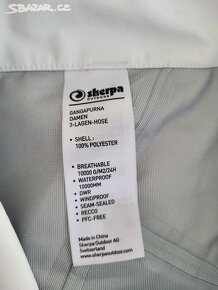 SBAZAR.CZ
sherpa
OUTDOOR
DANGAPURNA
DAMEN
3-LAGEN-HOSE
• SHELL :
100% POLYESTER
• BREATHABLE
10000 G/M2/24H
• WATERPROOF
10000MM
• DWR
• WINDPROOF
• SEAM-SEALED
• RECCO
• PFC-FREE
Made in China
Sherpa Outdoor AG
Switzerland
sherpaoutdoor.com